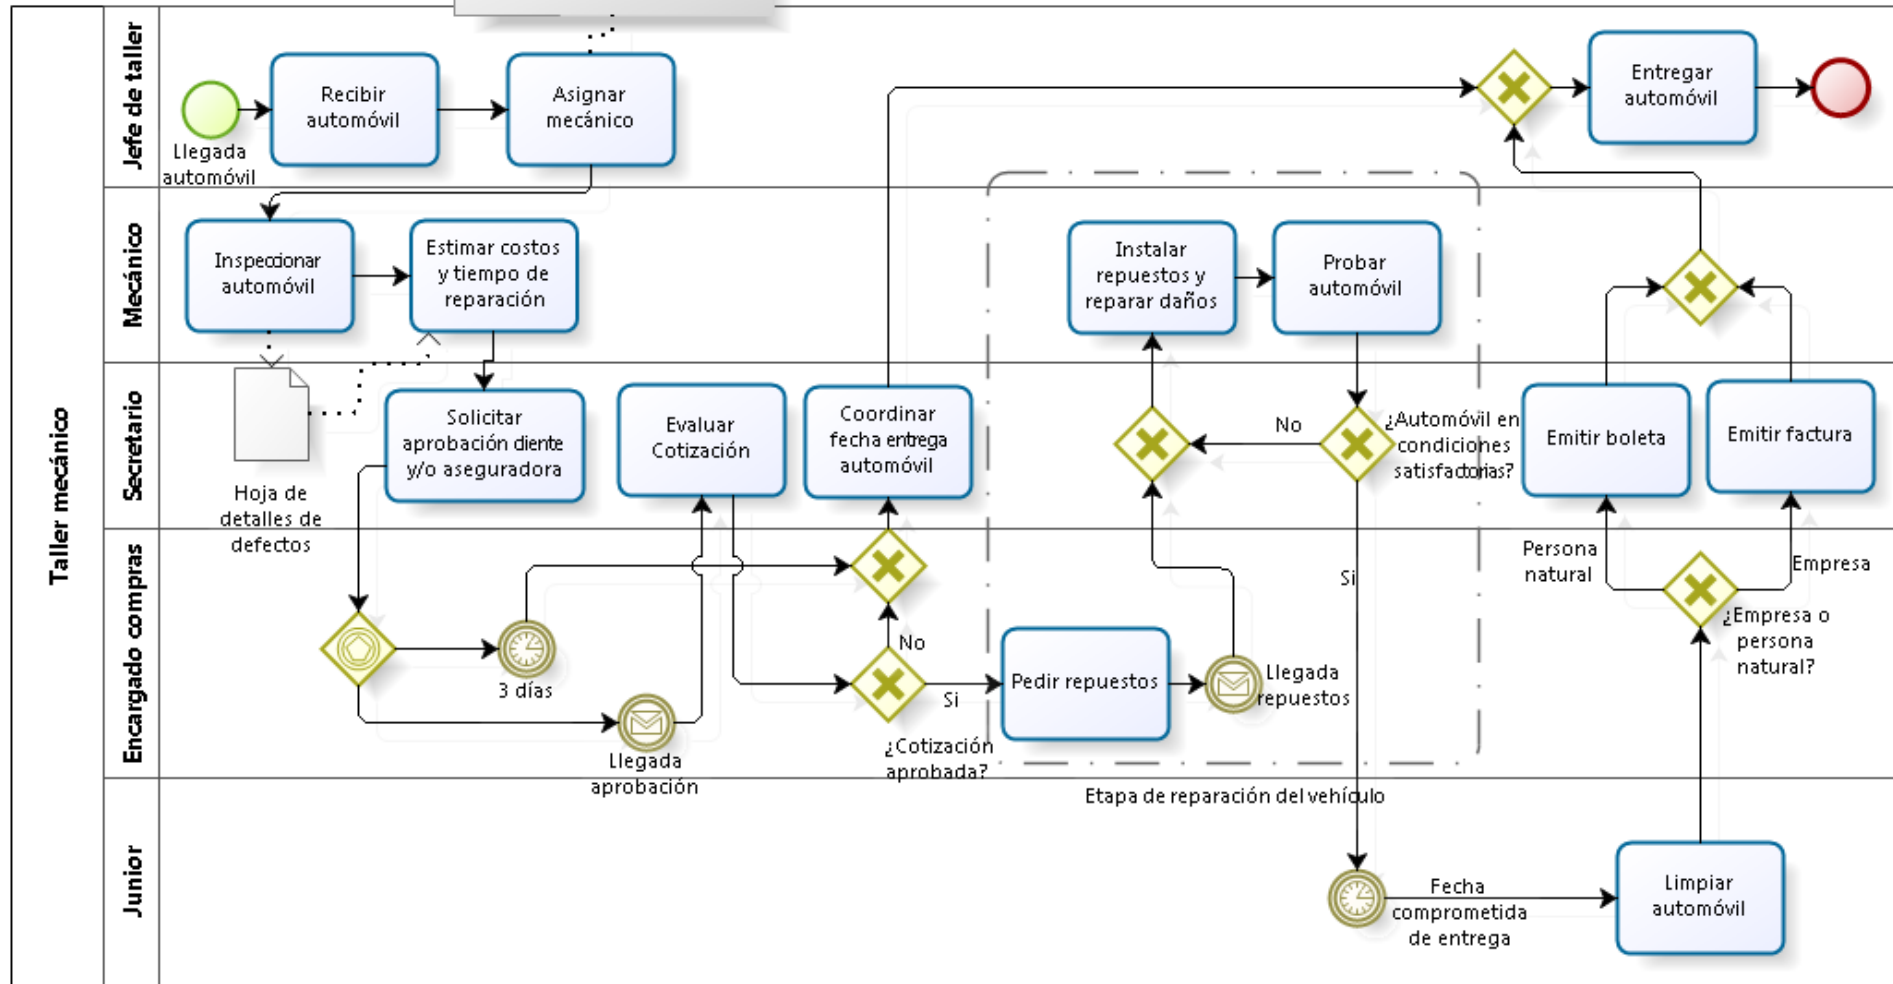 Taller mecánico
Jefe de taller
Llegada
automóvil
Recibir
automóvil
Asignar
mecánico
Entregar
automóvil
Mecánico
Inspeccionar
automóvil
Estimar costos
y tiempo de
reparación
Instalar
repuestos y
reparar daños
Probar
automóvil
Secretario
Hoja de
detalles de
defectos
Solicitar
aprobación cliente
y/o aseguradora
Evaluar
Cotización
Coordinar
fecha entrega
automóvil
No
¿Automóvil en
condiciones
satisfactorias?
Emitir boleta
Emitir factura
Encargado compras
3 días
Llegada
aprobación
No
Si
¿Cotización
aprobada?
Pedir repuestos
Llegada
repuestos
Si
Persona
natural
Empresa
¿Empresa o
persona
natural?
Etapa de reparación del vehículo
Junior
Fecha
comprometida
de entrega
Limpiar
automóvil